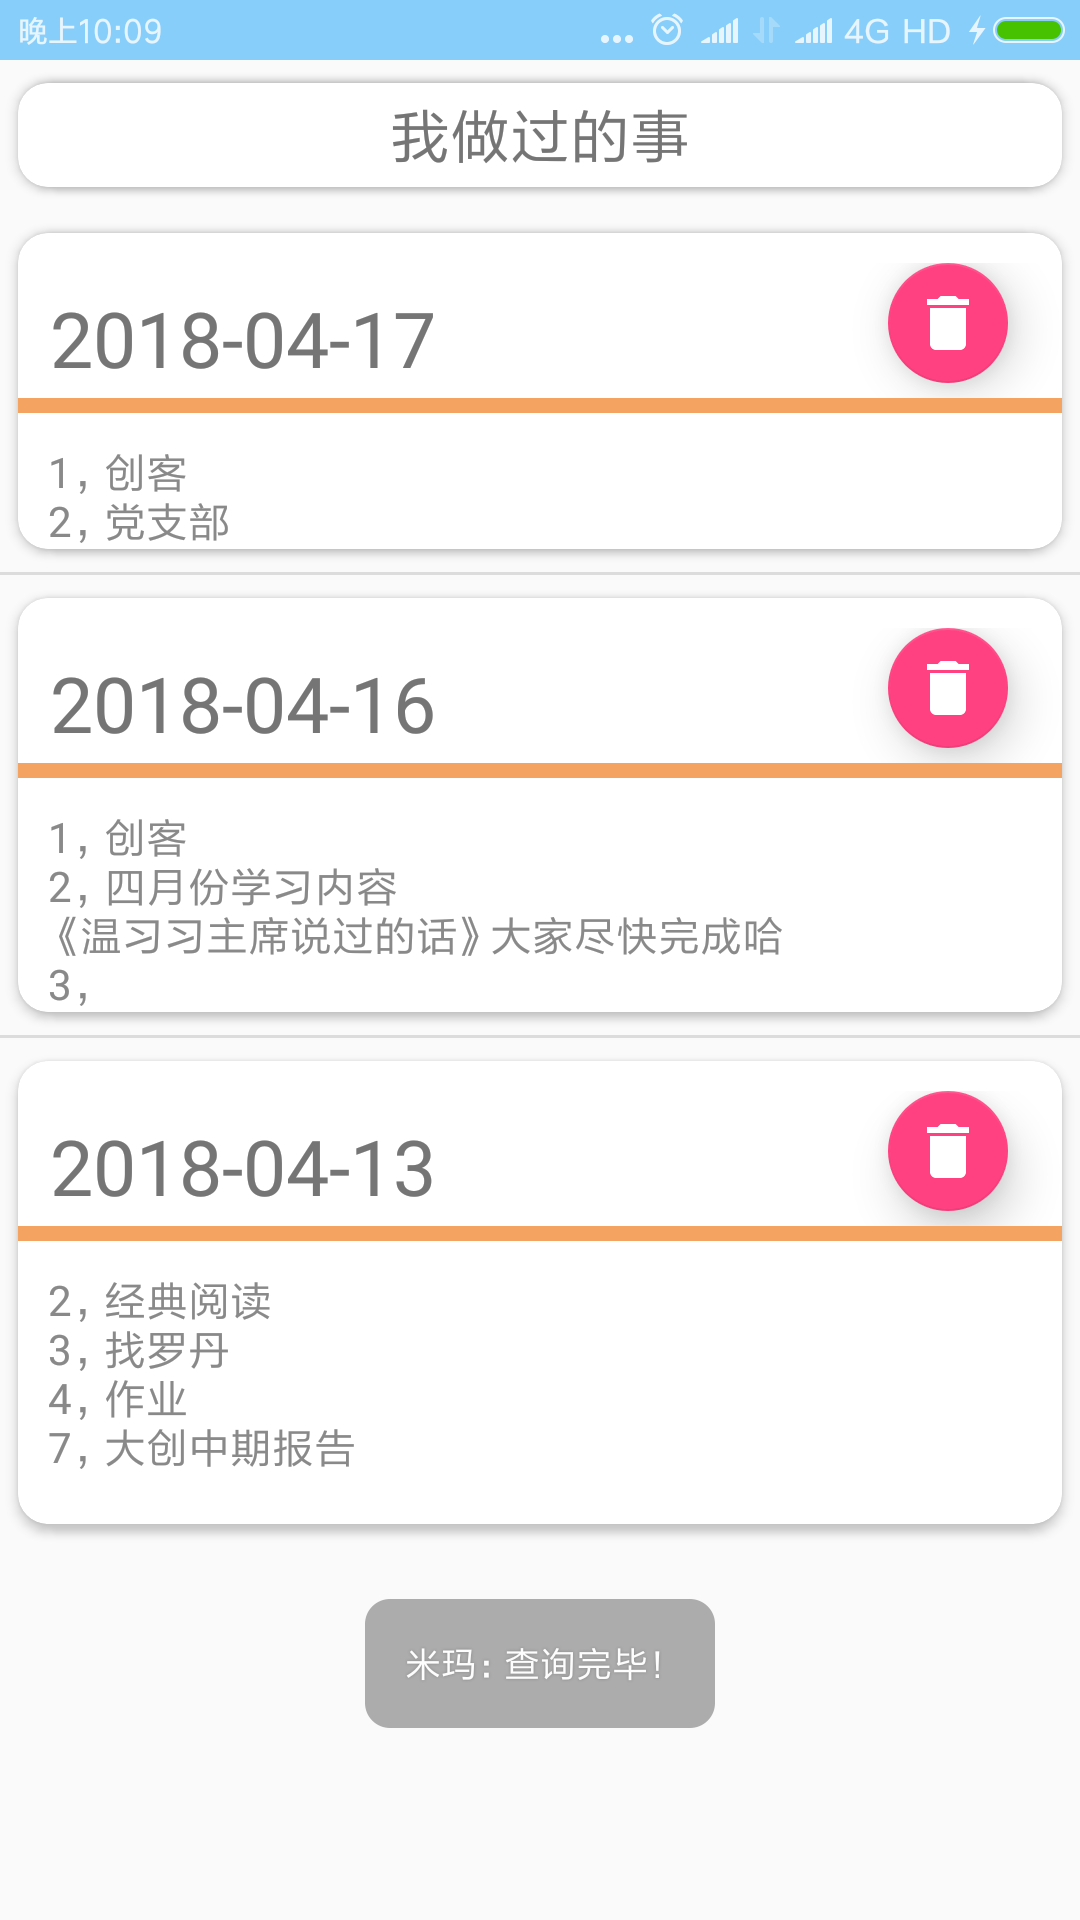 晚上10:09
4G HD
我做过的事
2018-04-17
1，创客
2，党支部
2018-04-16
1，创客
2，四月份学习内容
《温习习主席说过的话》大家尽快完成哈
3，
2018-04-13
2，经典阅读
3，找罗丹
4，作业
7，大创中期报告
米玛：查询完毕！